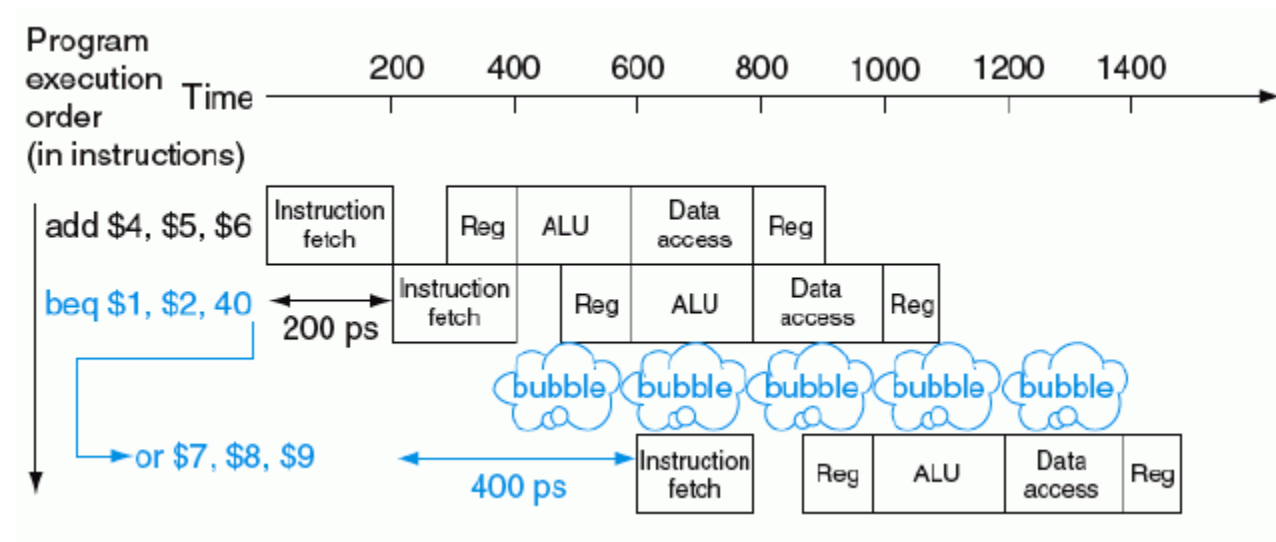 Program
execution
order
(in instructions)
Time
200 400 600 800 1000 1200 1400
add $4, $5, $6
Instruction
fetch
Reg
ALU
Data
access
Reg
beq $1, $2, 40
200 ps
Instruction
fetch
Reg
ALU
Data
access
Reg
bubble bubble bubble bubble bubble
or $7, $8, $9
400 ps
Instruction
fetch
Reg
ALU
Data
access
Reg